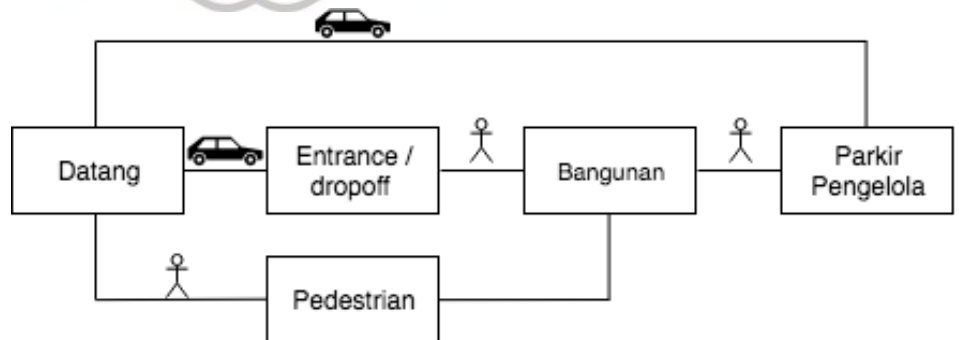 Datang
Entrance /
dropoff
Bangunan
Parkir
Pengelola
Pedestrian